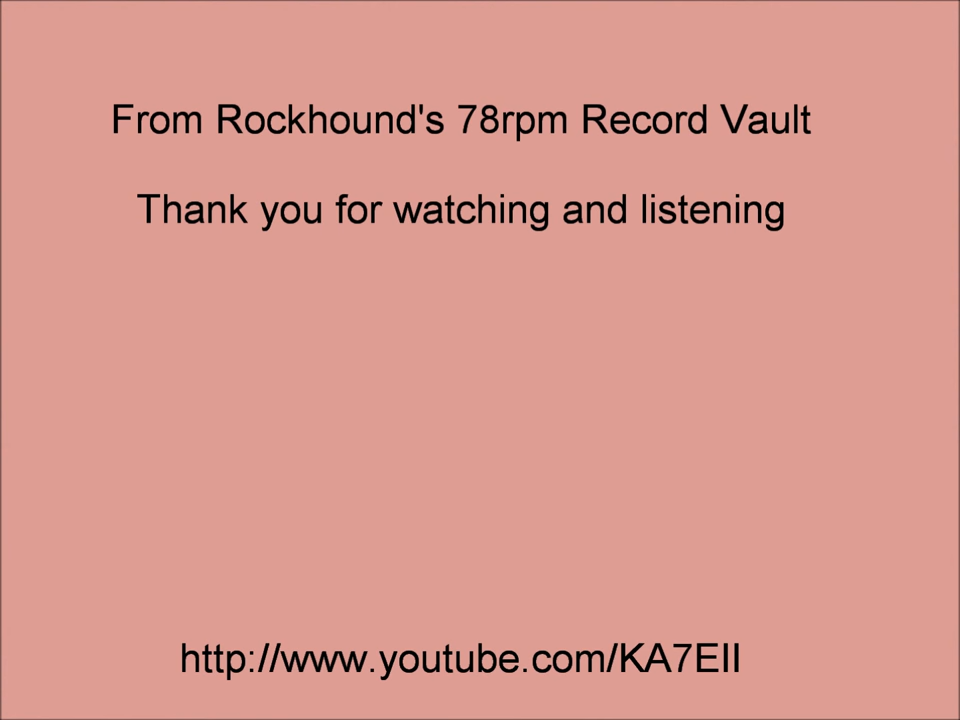 From Rockhound's 78rpm Record Vault
Thank you for watching and listening
http://www.youtube.com/KA7EII